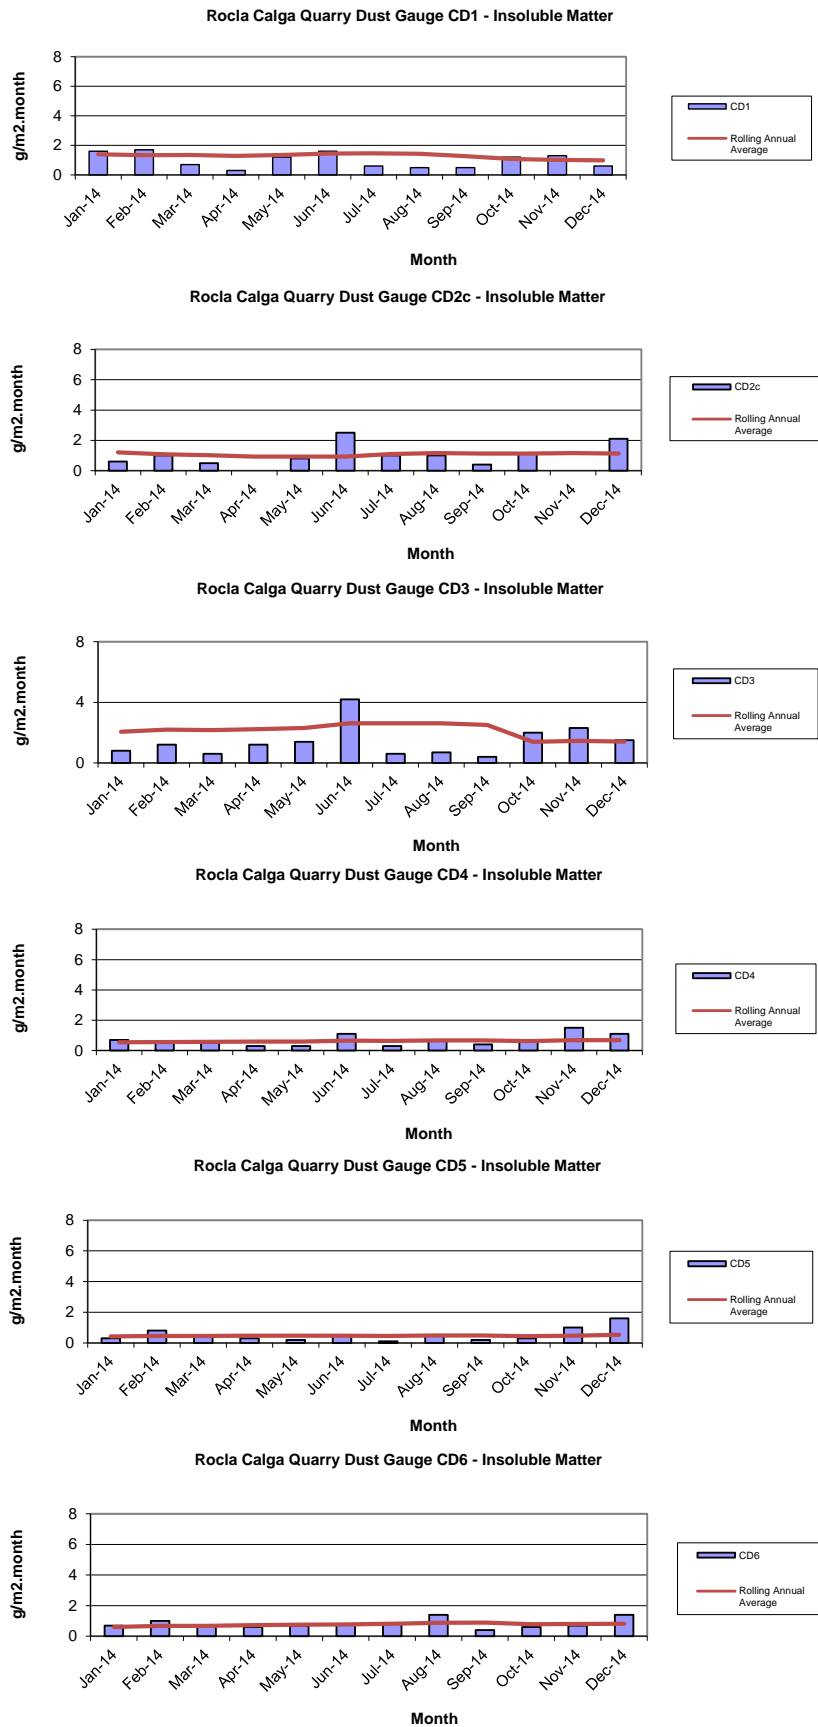 Rocla Calga Quarry Dust Gauge CD1 - Insoluble Matter
8
6
4
2
0
g/m2.month
Jan-14
Feb-14
Mar-14
Apr-14
May-14
Jun-14
Jul-14
Aug-14
Sep-14
Oct-14
Nov-14
Dec-14
Month
CD1
Rolling Annual
Average
Rocla Calga Quarry Dust Gauge CD2c - Insoluble Matter
8
6
4
2
0
g/m2.month
Jan-14
Feb-14
Mar-14
Apr-14
May-14
Jun-14
Jul-14
Aug-14
Sep-14
Oct-14
Nov-14
Dec-14
Month
CD2c
Rolling Annual
Average
Rocla Calga Quarry Dust Gauge CD3 - Insoluble Matter
8
4
0
g/m2.month
Jan-14
Feb-14
Mar-14
Apr-14
May-14
Jun-14
Jul-14
Aug-14
Sep-14
Oct-14
Nov-14
Dec-14
Month
CD3
Rolling Annual
Average
Rocla Calga Quarry Dust Gauge CD4 - Insoluble Matter
8
6
4
2
0
g/m2.month
Jan-14
Feb-14
Mar-14
Apr-14
May-14
Jun-14
Jul-14
Aug-14
Sep-14
Oct-14
Nov-14
Dec-14
Month
CD4
Rolling Annual
Average
Rocla Calga Quarry Dust Gauge CD5 - Insoluble Matter
8
6
4
2
0
g/m2.month
Jan-14
Feb-14
Mar-14
Apr-14
May-14
Jun-14
Jul-14
Aug-14
Sep-14
Oct-14
Nov-14
Dec-14
Month
CD5
Rolling Annual
Average
Rocla Calga Quarry Dust Gauge CD6 - Insoluble Matter
8
6
4
2
0
g/m2.month
Jan-14
Feb-14
Mar-14
Apr-14
May-14
Jun-14
Jul-14
Aug-14
Sep-14
Oct-14
Nov-14
Dec-14
Month
CD6
Rolling Annual
Average